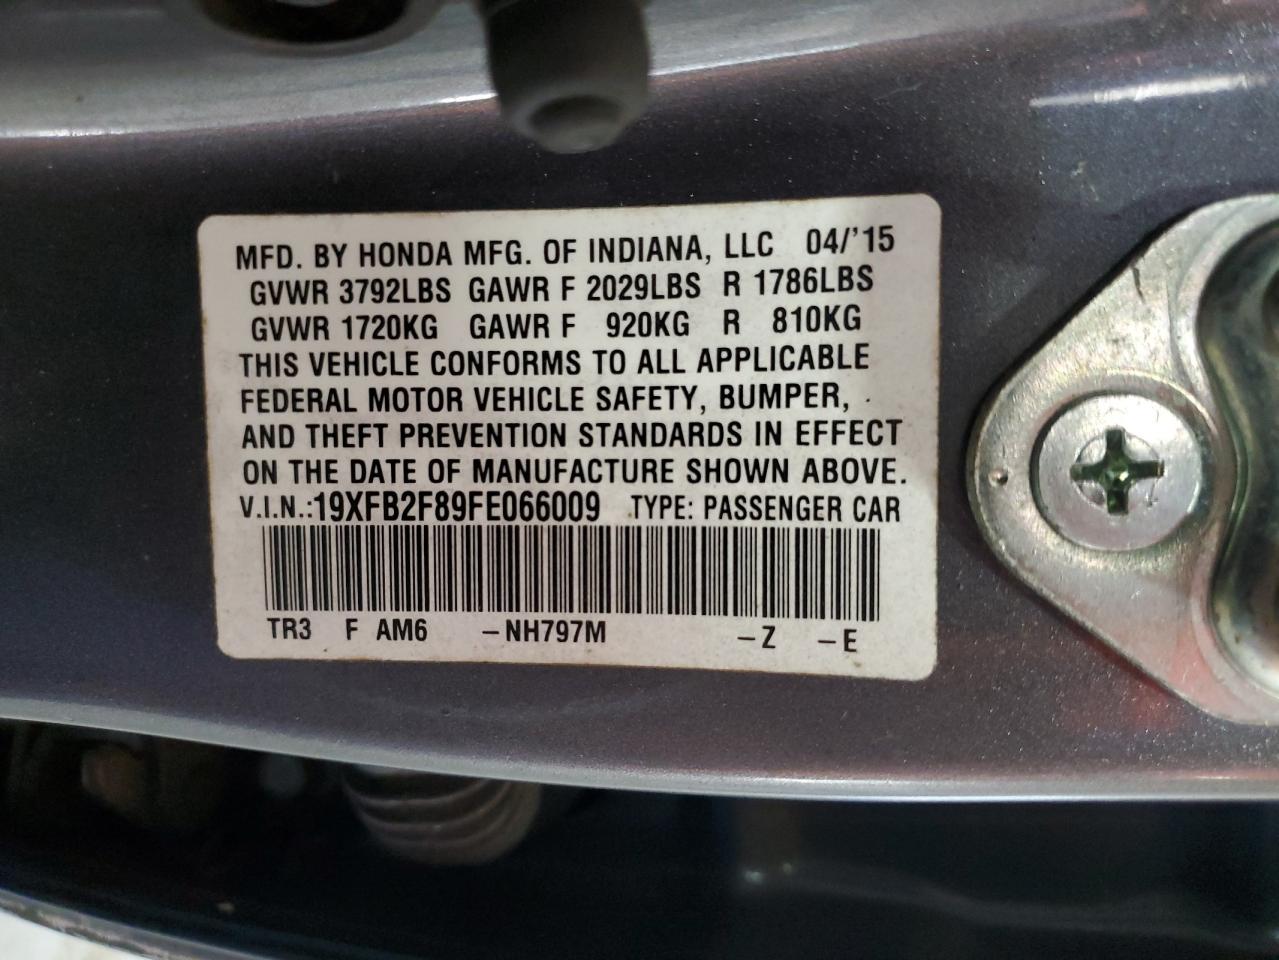 MFD. BY HONDA MFG. OF INDIANA, LLC 04/'15
GVWR 3792LBS GAWR F 2029LBS R 1786LBS
GVWR 1720KG GAWR F 920KG R 810KG
THIS VEHICLE CONFORMS TO ALL APPLICABLE
FEDERAL MOTOR VEHICLE SAFETY, BUMPER,
AND THEFT PREVENTION STANDARDS IN EFFECT
ON THE DATE OF MANUFACTURE SHOWN ABOVE.
V.I.N.:19XFB2F89FE066009 TYPE: PASSENGER CAR
TR3 F AM6 –NH797M –Z –E